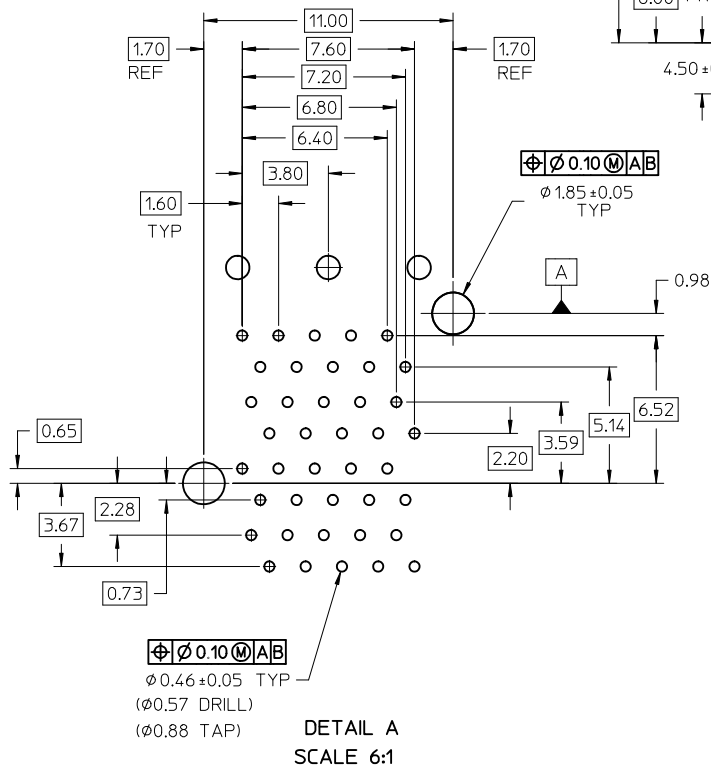 11.00
1.70
REF
7.60
1.70
REF
7.20
6.80
6.40
3.80
1.60
TYP
4.50 ±
⌖ Ø 0.10 Ⓜ A B
Ø 1.85 ±0.05
TYP
A
0.98
0.65
3.67
2.28
0.73
2.20
3.59
5.14
6.52
⌖ Ø 0.10 Ⓜ A B
Ø 0.46 ±0.05 TYP
(Ø0.57 DRILL)
(Ø0.88 TAP)
DETAIL A
SCALE 6:1